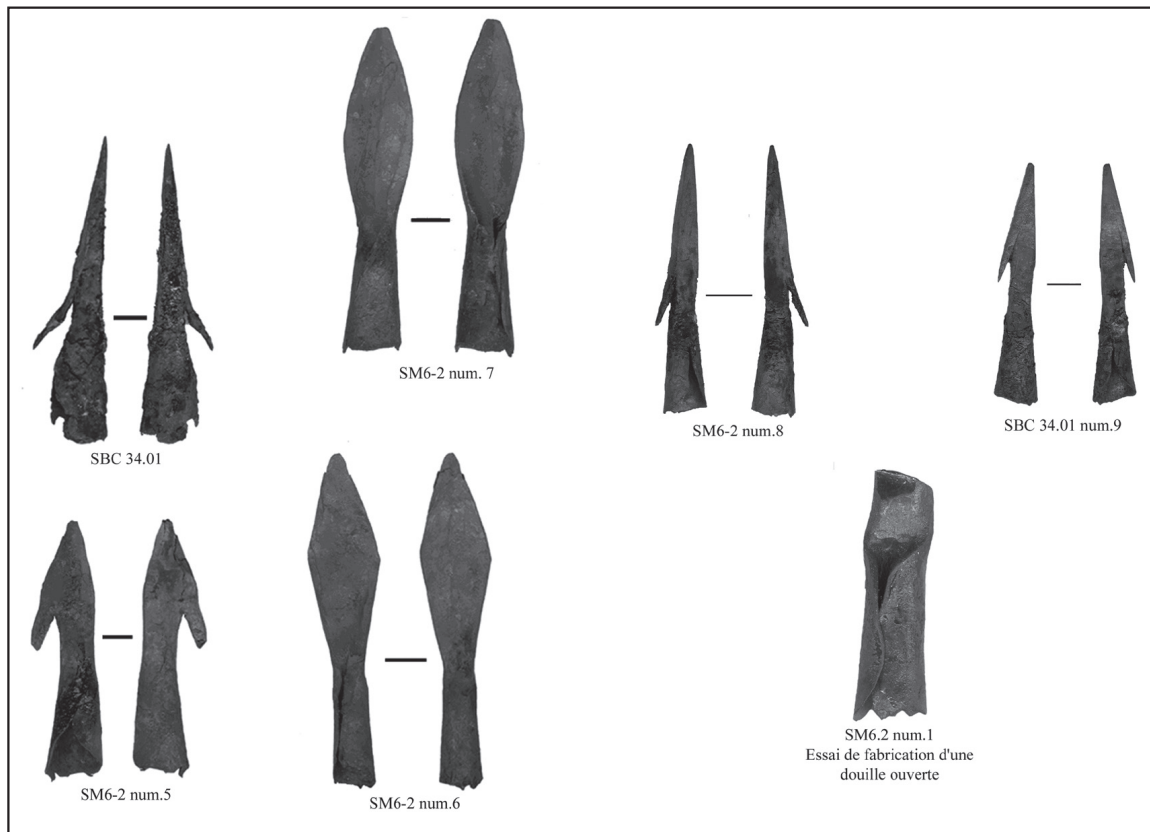 SM6-2 num. 7
SBC 34.01
SM6-2 num.8
SBC 34.01 num.9
SM6-2 num.5
SM6-2 num.6
SM6.2 num.1
Essai de fabrication d'une
douille ouverte